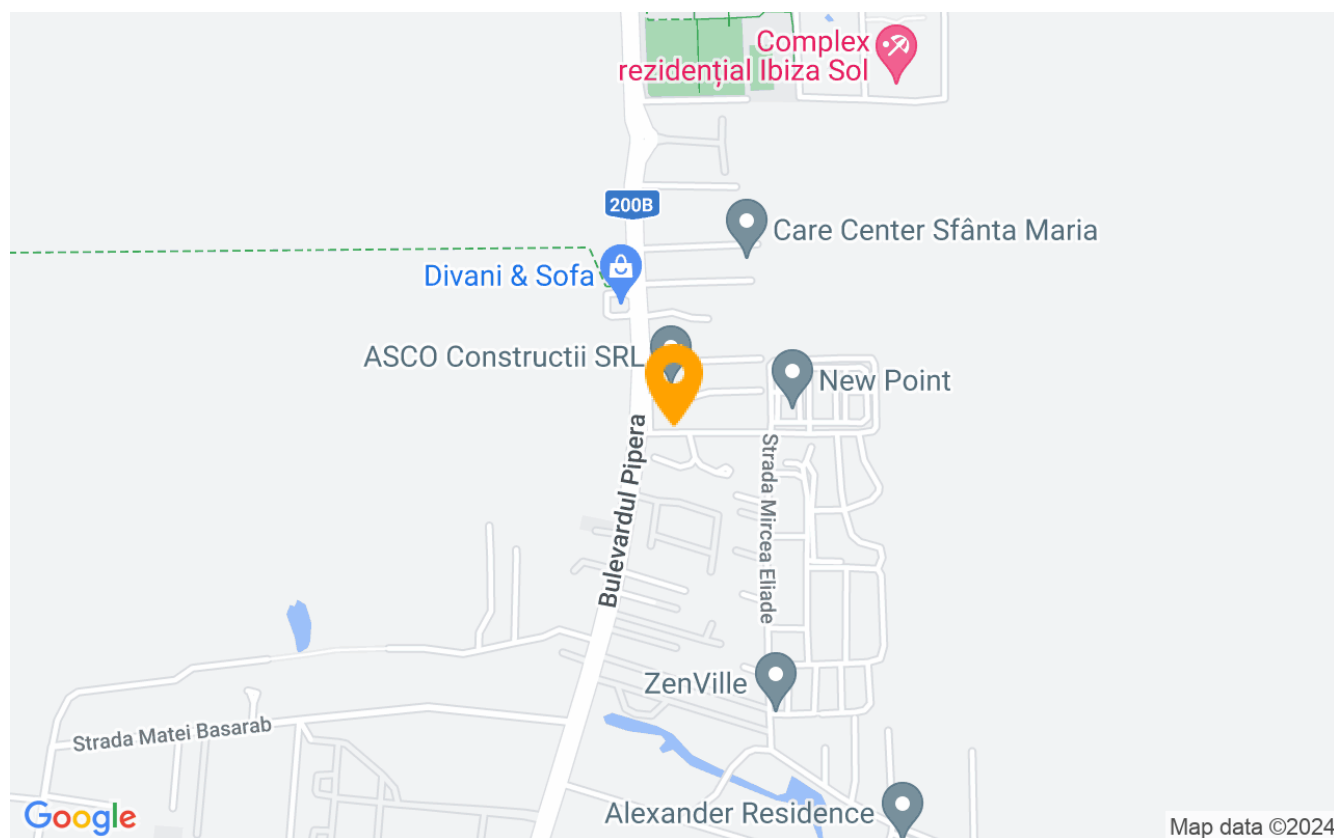 Complex
rezidențial Ibiza Sol
200B
Care Center Sfânta Maria
Divani & Sofa
ASCO Constructii SRL
New Point
Bulevardul Pipera
Strada Mircea Eliade
ZenVille
Strada Matei Basarab
Alexander Residence
Google
Map data ©2024